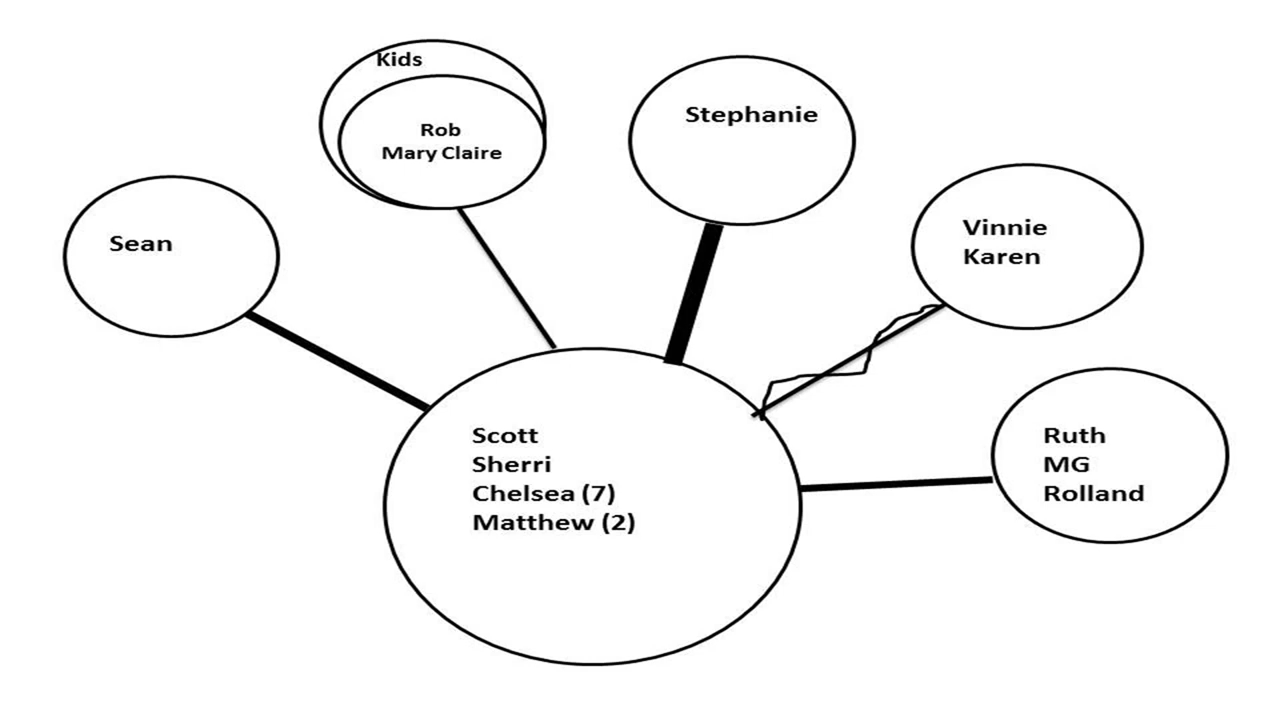 Kids
Rob
Mary Claire
Stephanie
Sean
Vinnie
Karen
Scott
Sherri
Chelsea (7)
Matthew (2)
Ruth
MG
Rolland